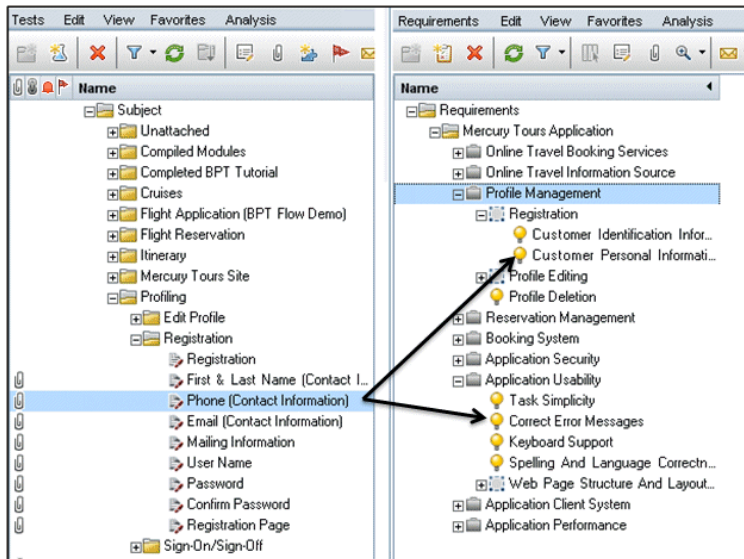 Tests Edit View Favorites Analysis
Name
Subject
Unattached
Compiled Modules
Completed BPT Tutorial
Cruises
Flight Application (BPT Flow Demo)
Flight Reservation
Itinerary
Mercury Tours Site
Profiling
Edit Profile
Registration
Registration
First & Last Name (Contact I...
Phone (Contact Information)
Email (Contact Information)
Mailing Information
User Name
Password
Confirm Password
Registration Page
Sign-On/Sign-Off
Requirements Edit View Favorites Analysis
Name
Requirements
Mercury Tours Application
Online Travel Booking Services
Online Travel Information Source
Profile Management
Registration
Customer Identification Infor...
Customer Personal Informati...
Profile Editing
Profile Deletion
Reservation Management
Booking System
Application Security
Application Usability
Task Simplicity
Correct Error Messages
Keyboard Support
Spelling And Language Correctn...
Web Page Structure And Layout...
Application Client System
Application Performance